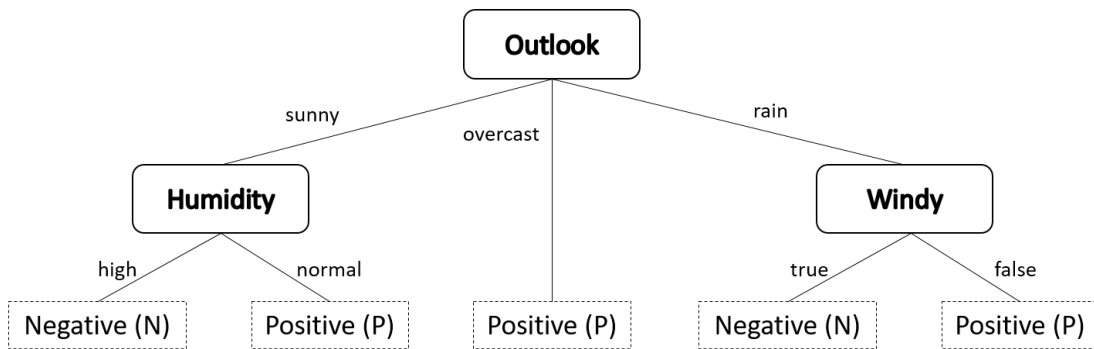 Outlook
sunny
overcast
rain
Humidity
Windy
high
normal
true
false
Negative (N)
Positive (P)
Positive (P)
Negative (N)
Positive (P)